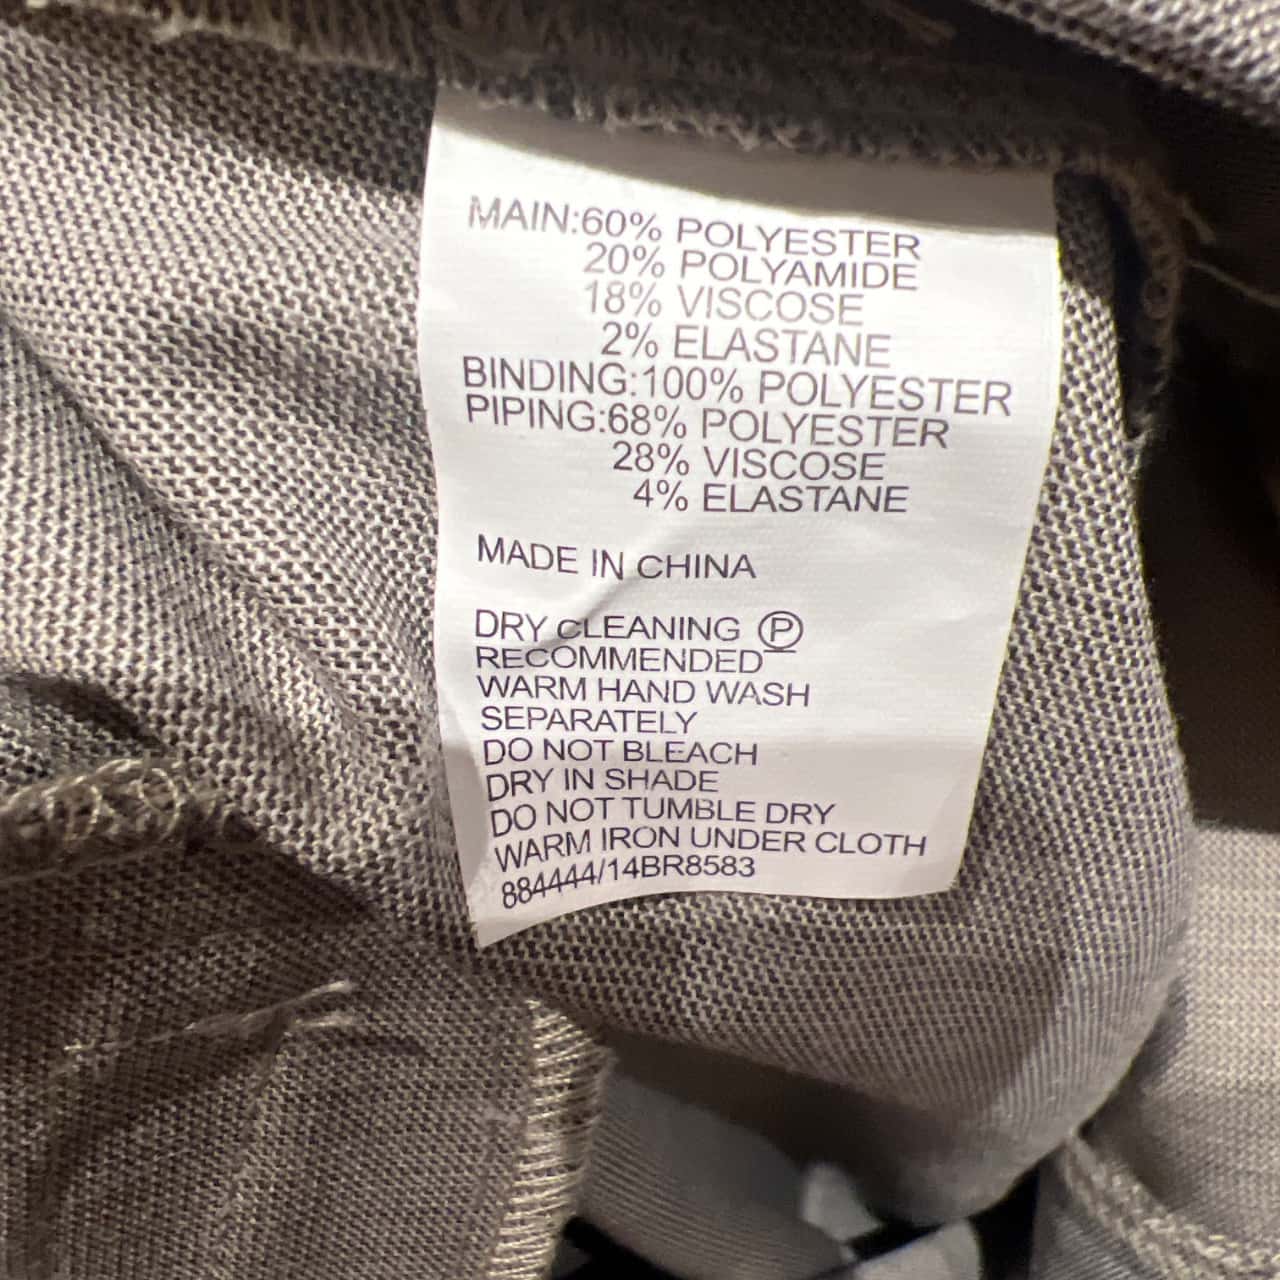 MAIN:60% POLYESTER
20% POLYAMIDE
18% VISCOSE
2% ELASTANE
BINDING:100% POLYESTER
PIPING:68% POLYESTER
28% VISCOSE
4% ELASTANE
MADE IN CHINA
DRY CLEANING P
RECOMMENDED
WARM HAND WASH
SEPARATELY
DO NOT BLEACH
DRY IN SHADE
DO NOT TUMBLE DRY
WARM IRON UNDER CLOTH
884444/14BR8583